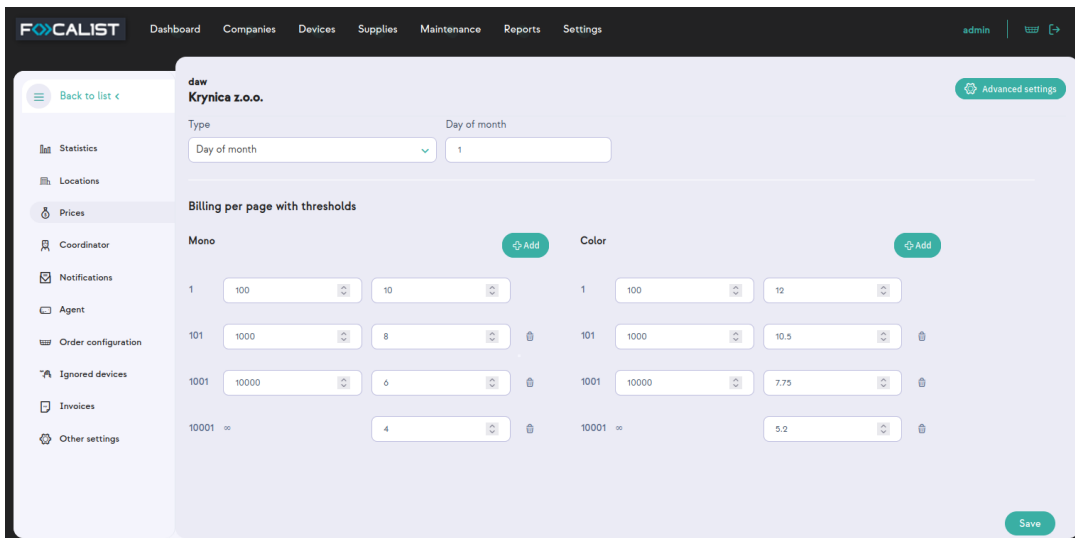 FOCALIST Dashboard Companies Devices Supplies Maintenance Reports Settings admin
Back to list <
Statistics
Locations
Prices
Coordinator
Notifications
Agent
Order configuration
Ignored devices
Invoices
Other settings
daw
Krynica z.o.o.
Advanced settings
Type Day of month
Day of month 1
Billing per page with thresholds
Mono Add
1 100 10
101 1000 8
1001 10000 6
10001 ∞ 4
Color Add
1 100 12
101 1000 10.5
1001 10000 7.75
10001 ∞ 5.2
Save